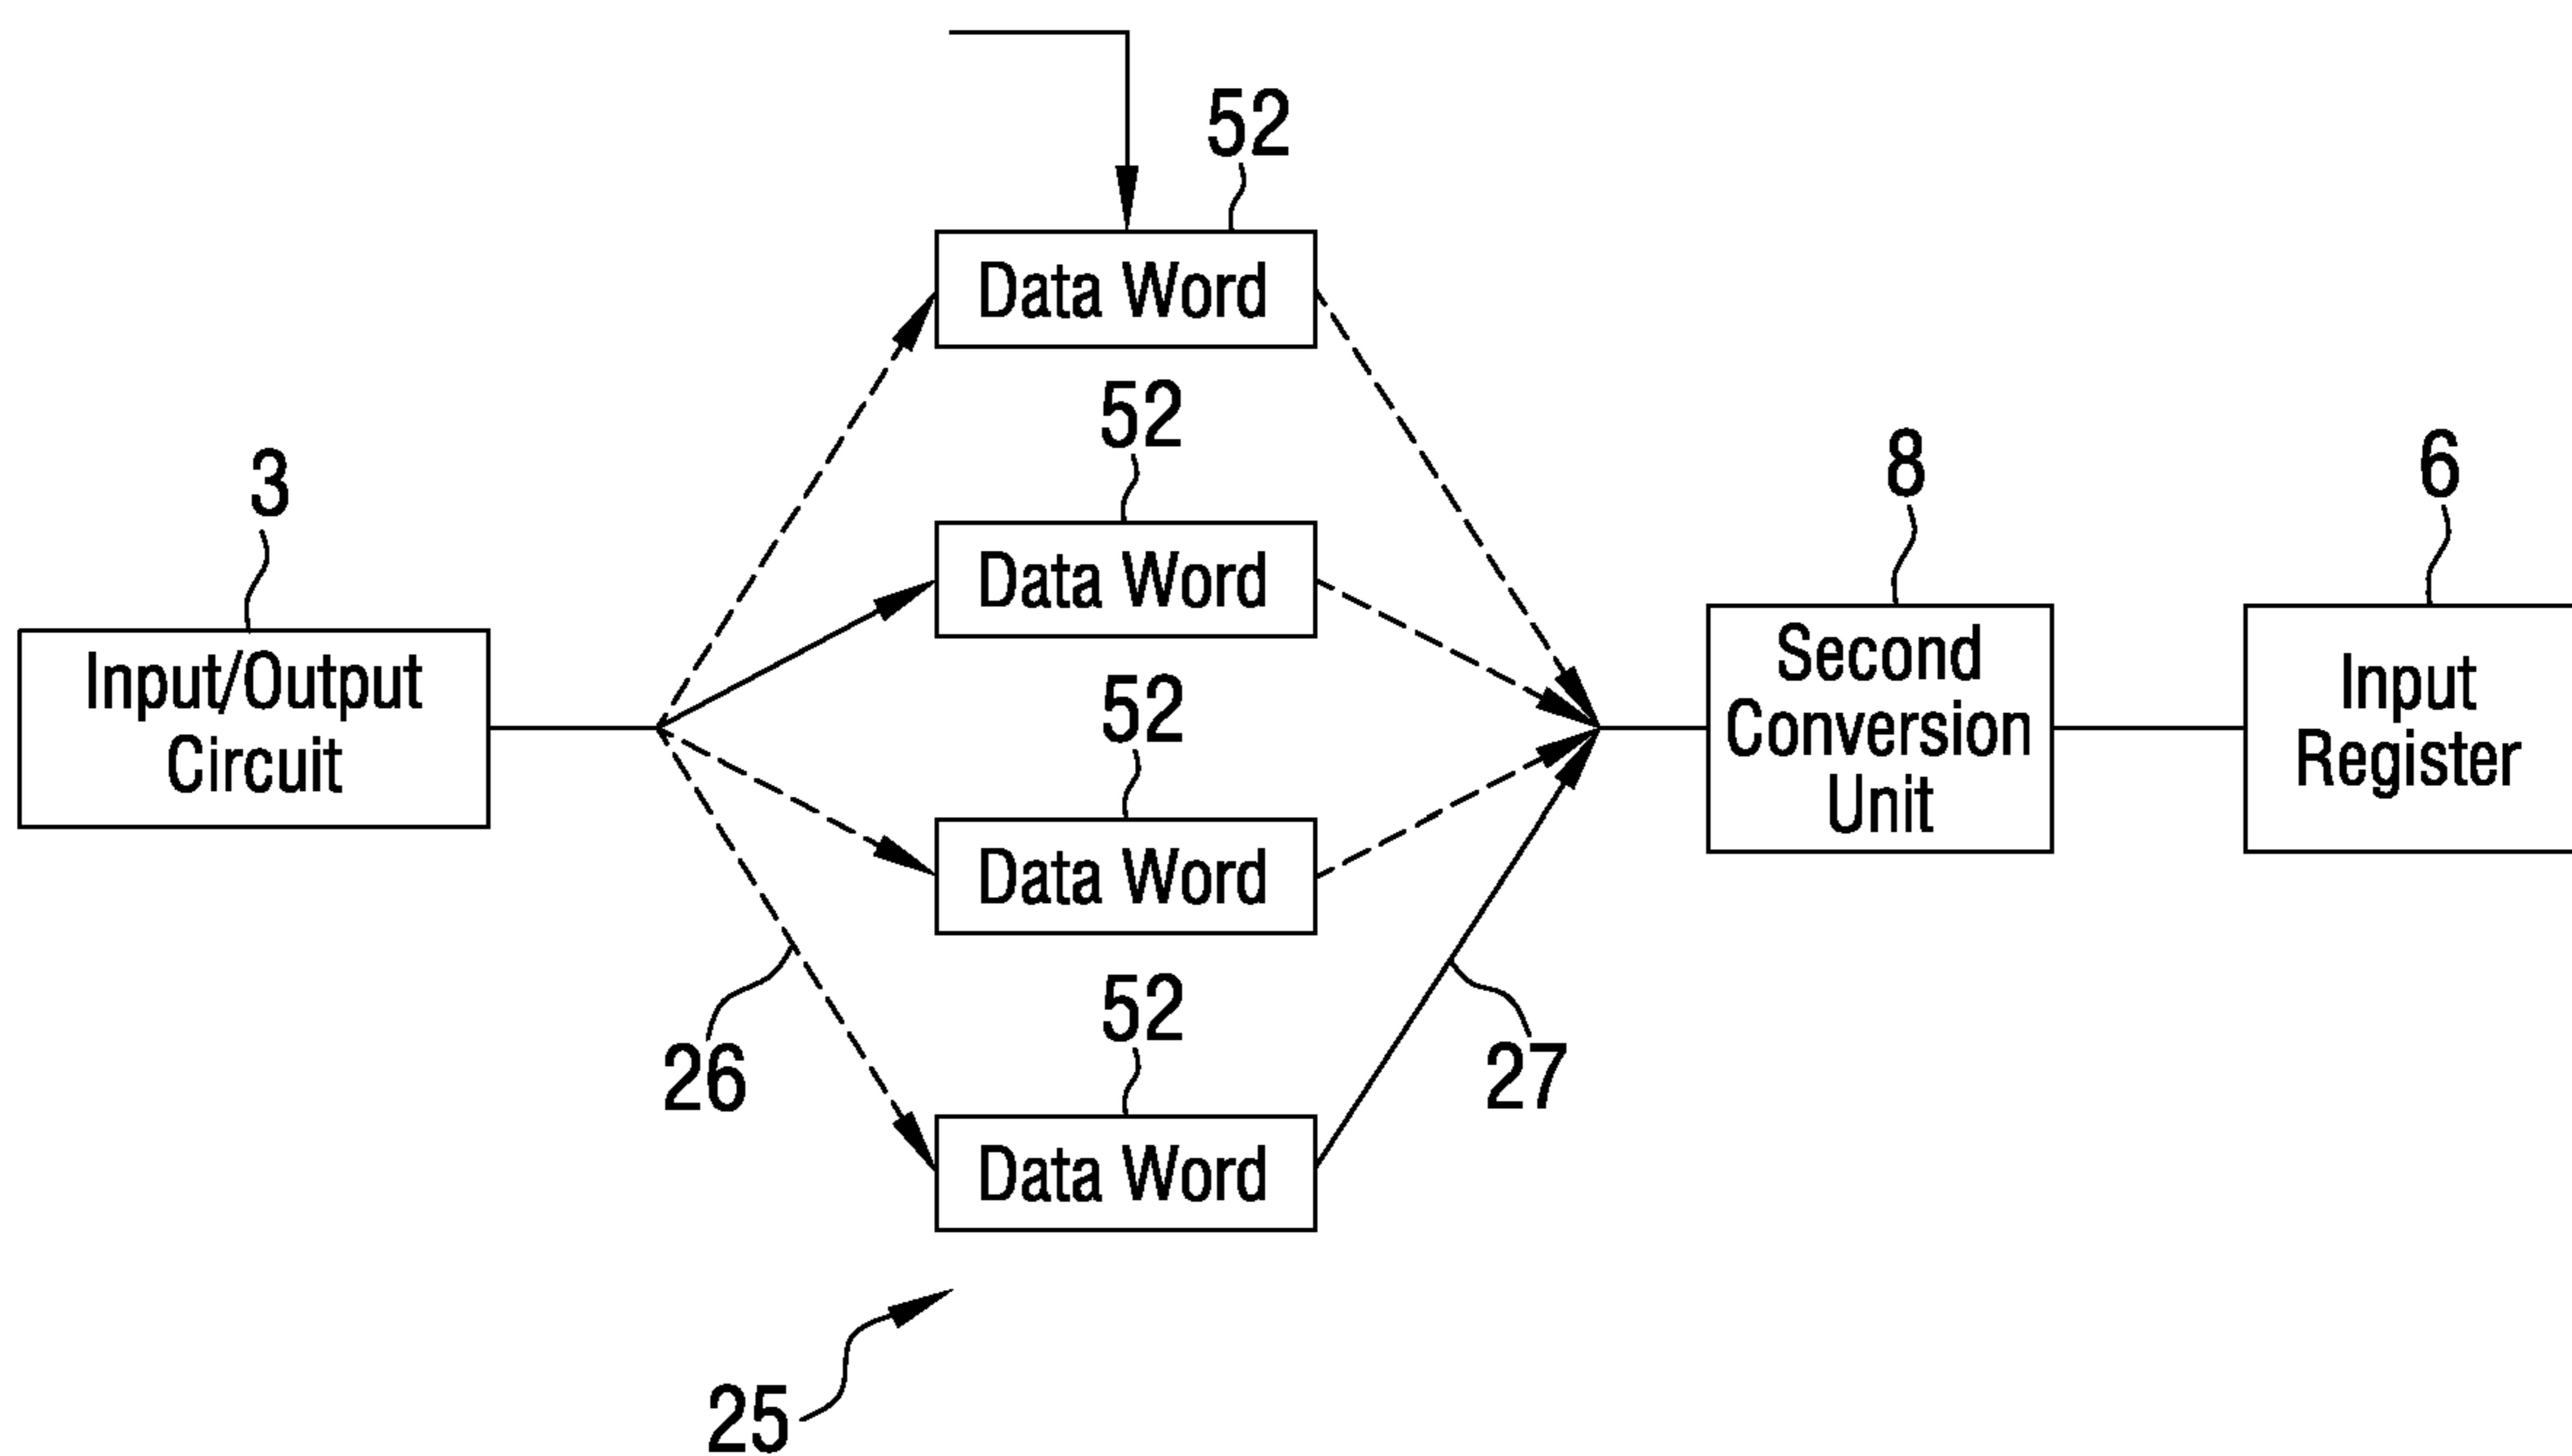 52
Data Word
52
3
8
6
Data Word
Input/Output
Circuit
52
Second
Conversion
Unit
Input
Register
Data Word
52
26
27
Data Word
25